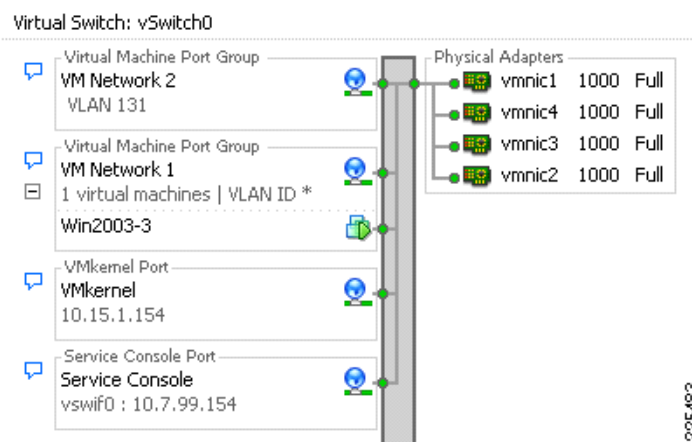 Virtual Switch: vSwitch0
Virtual Machine Port Group
VM Network 2
VLAN 131
Virtual Machine Port Group
VM Network 1
1 virtual machines | VLAN ID *
Win2003-3
VMkernel Port
VMkernel
10.15.1.154
Service Console Port
Service Console
vswif0 : 10.7.99.154
Physical Adapters
vmnic1 1000 Full
vmnic4 1000 Full
vmnic3 1000 Full
vmnic2 1000 Full